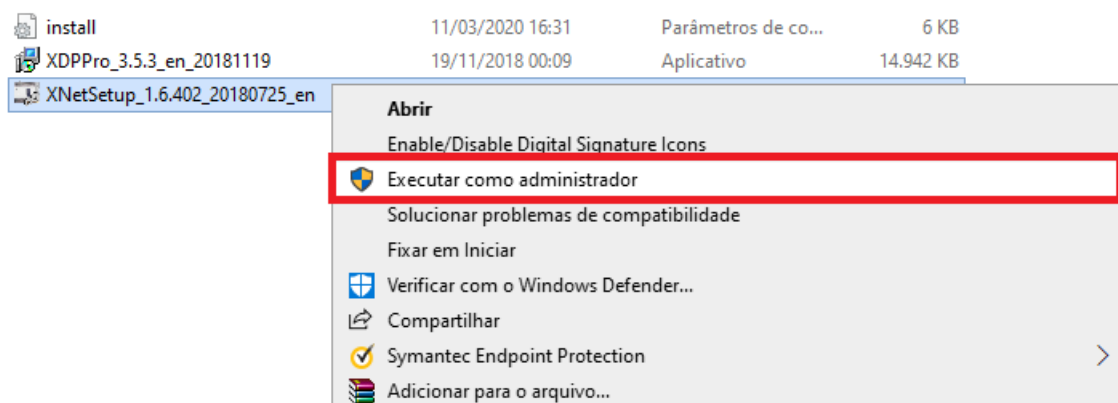 install 11/03/2020 16:31 Parâmetros de co... 6 KB
XDPPro_3.5.3_en_20181119 19/11/2018 00:09 Aplicativo 14.942 KB
XNetSetup_1.6.402_20180725_en
Abrir
Enable/Disable Digital Signature Icons
Executar como administrador
Solucionar problemas de compatibilidade
Fixar em Iniciar
Verificar com o Windows Defender...
Compartilhar
Symantec Endpoint Protection
Adicionar para o arquivo...